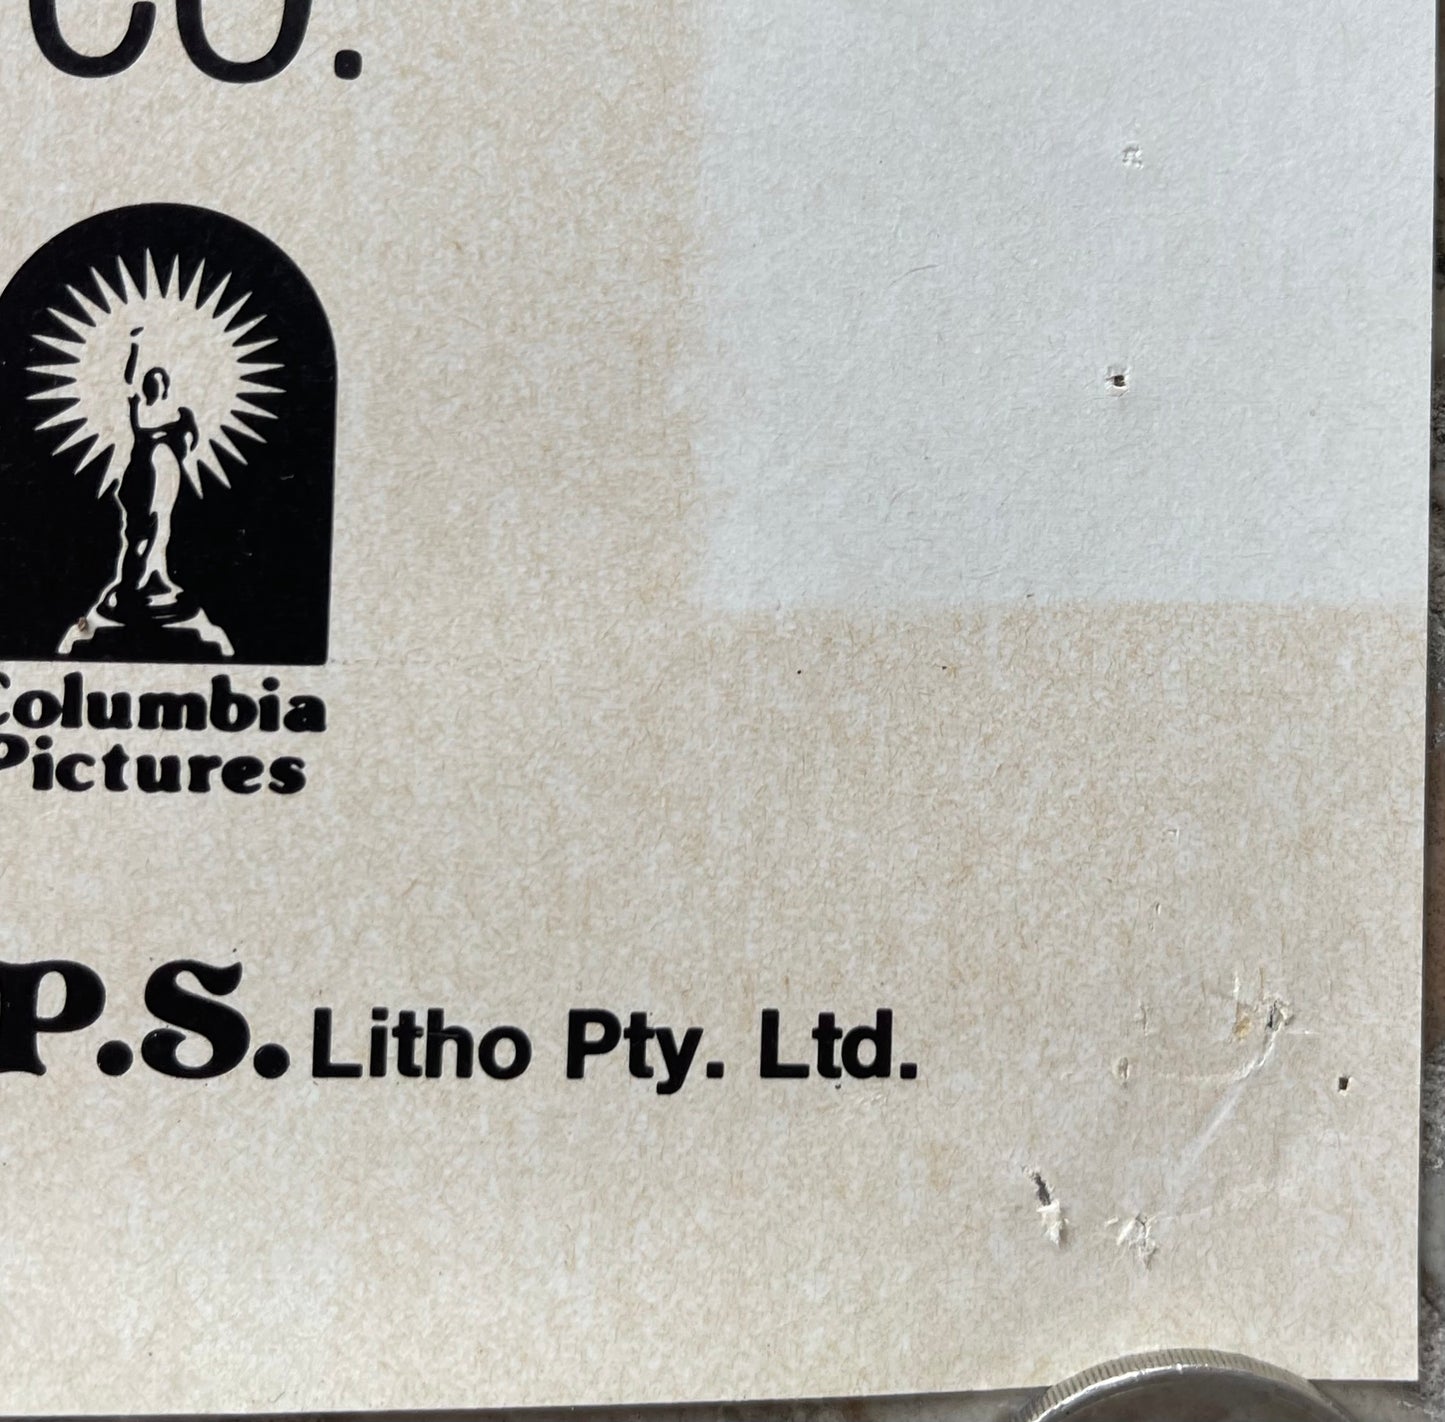 CO.
Columbia
Pictures
P.S. Litho Pty. Ltd.